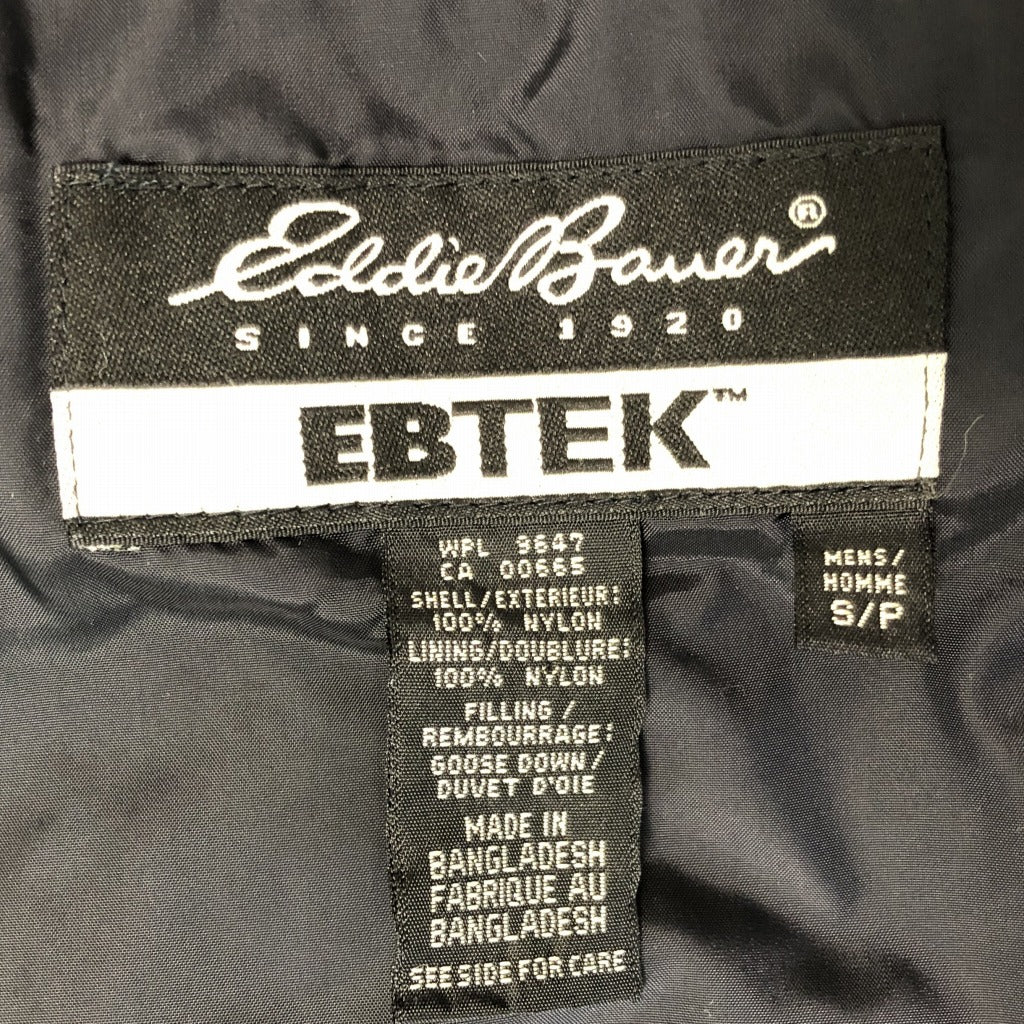 Eddie Bauer®
SINCE 1920
EBTEK™
WPL 9647
CA 00665
SHELL/EXTERIEUR:
100% NYLON
LINING/DOUBLURE:
100% NYLON
FILLING/
REMBOURRAGE:
GOOSE DOWN/
DUVET D'OIE
MADE IN
BANGLADESH
FABRIQUE AU
BANGLADESH
SEE SIDE FOR CARE
MENS/
HOMME
S/P